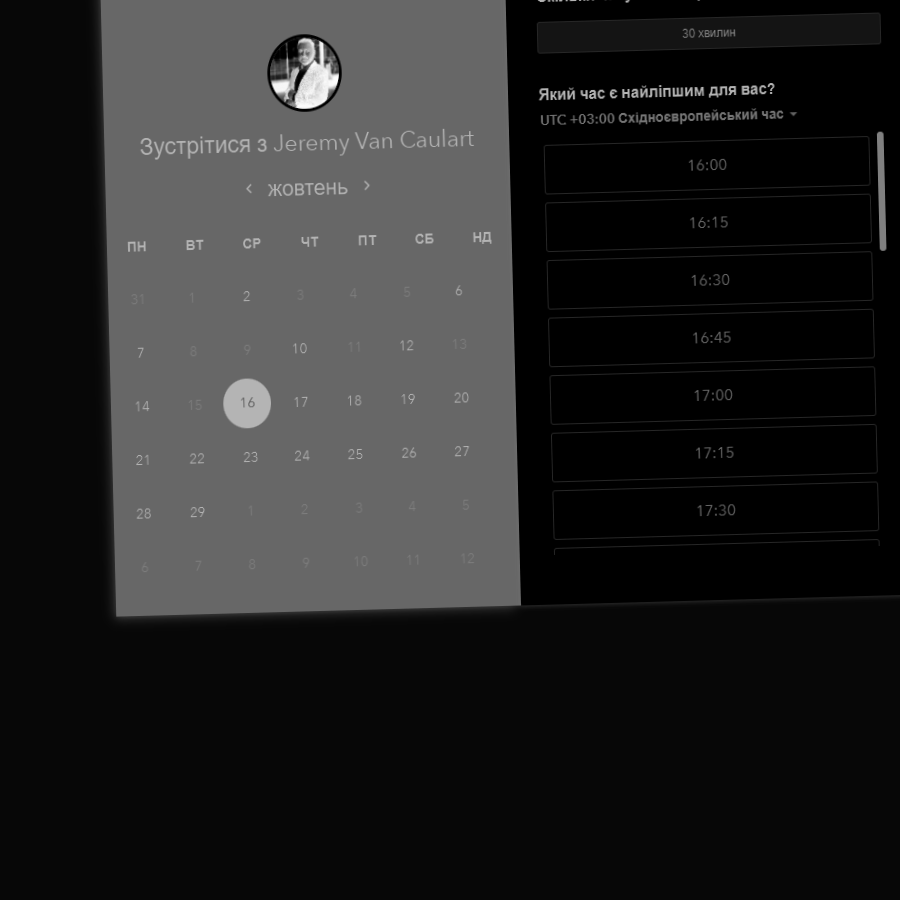 Зустрітися з Jeremy Van Caulart
жовтень
ПН ВТ СР ЧТ ПТ СБ НД
31 1 2 3 4 5 6
7 8 9 10 11 12 13
14 15 16 17 18 19 20
21 22 23 24 25 26 27
28 29 1 2 3 4 5
6 7 8 9 10 11 12
30 хвилин
Який час є найліпшим для вас?
UTC +03:00 Східноєвропейський час
16:00
16:15
16:30
16:45
17:00
17:15
17:30